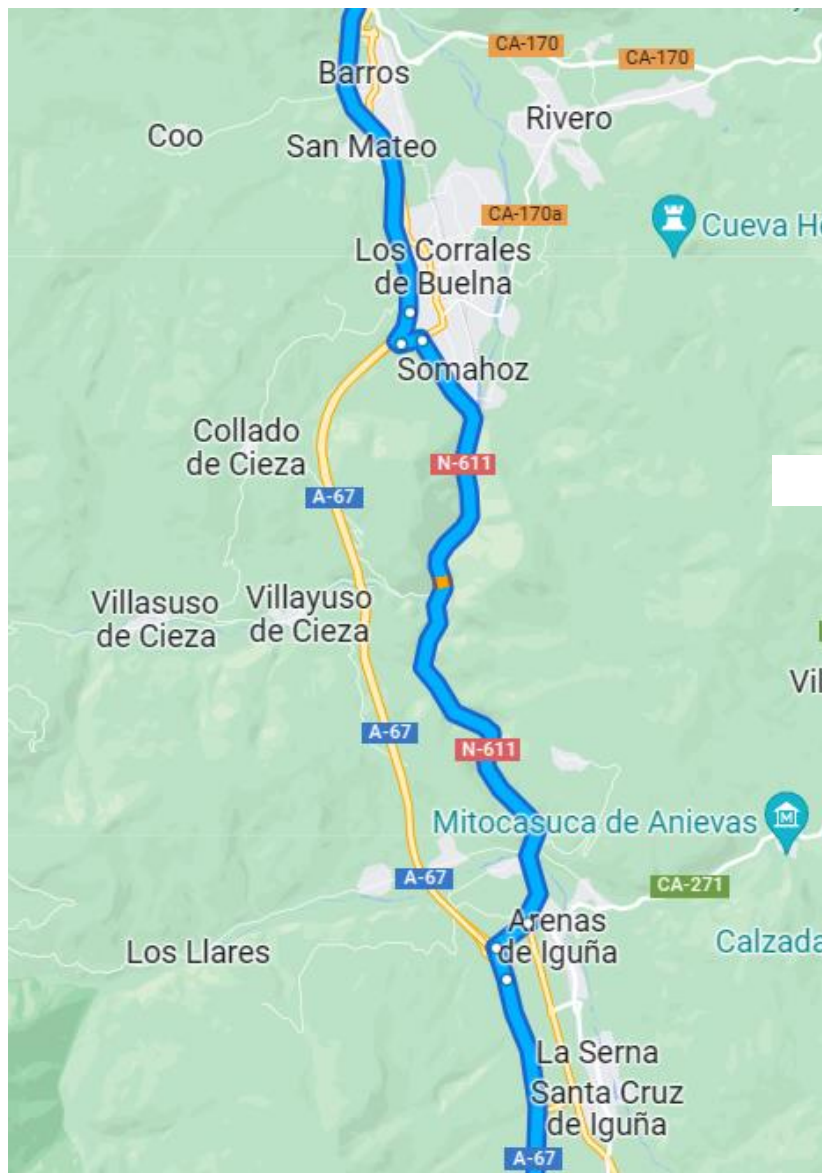 CA-170
CA-170
Barros
Rivero
Coo
San Mateo
CA-170a
Cueva H
Los Corrales
de Buelna
Somahoz
Collado
de Cieza
N-611
A-67
Villasuso
de Cieza
Villayuso
de Cieza
Vil
A-67
N-611
Mitocasuca de Anievas
M
A-67
CA-271
Arenas
de Iguña
Los Llares
Calzada
La Serna
Santa Cruz
de Iguña
A-67